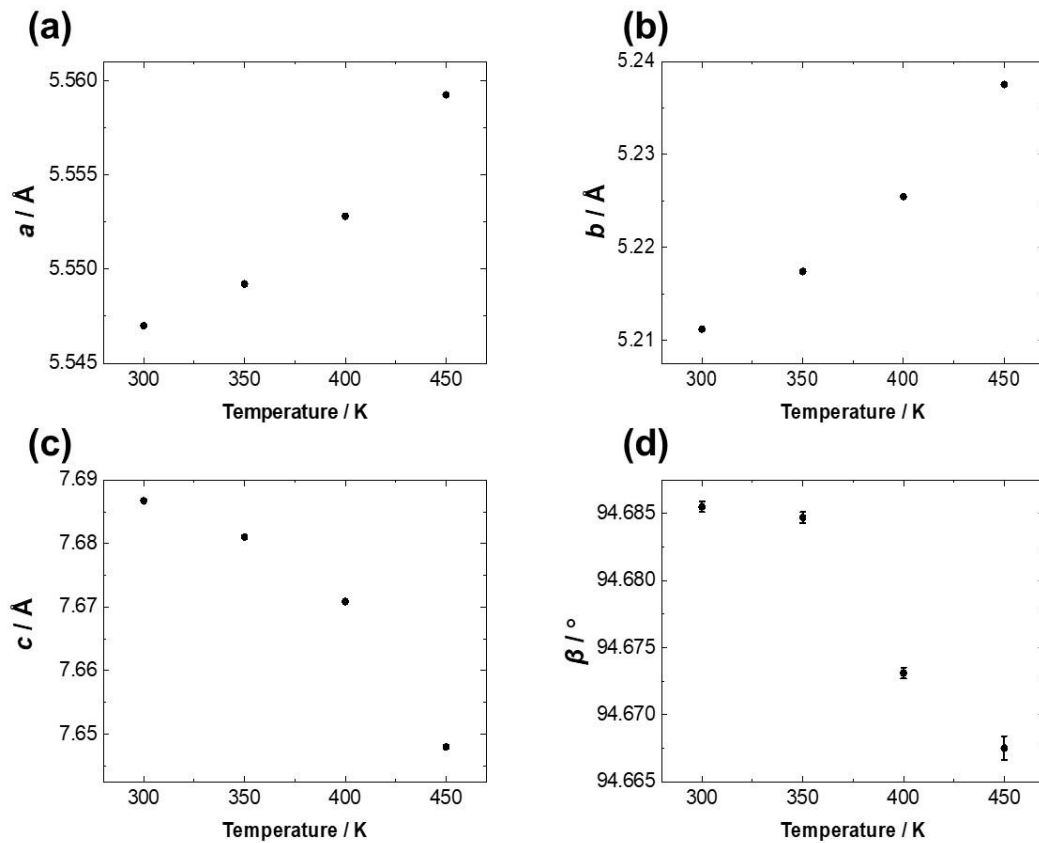 (a)
5.560
5.555
5.550
5.545
a / Å
300 350 400 450
Temperature / K
(b)
5.24
5.23
5.22
5.21
b / Å
300 350 400 450
Temperature / K
(c)
7.69
7.68
7.67
7.66
7.65
c / Å
300 350 400 450
Temperature / K
(d)
94.685
94.680
94.675
94.670
94.665
β / °
300 350 400 450
Temperature / K